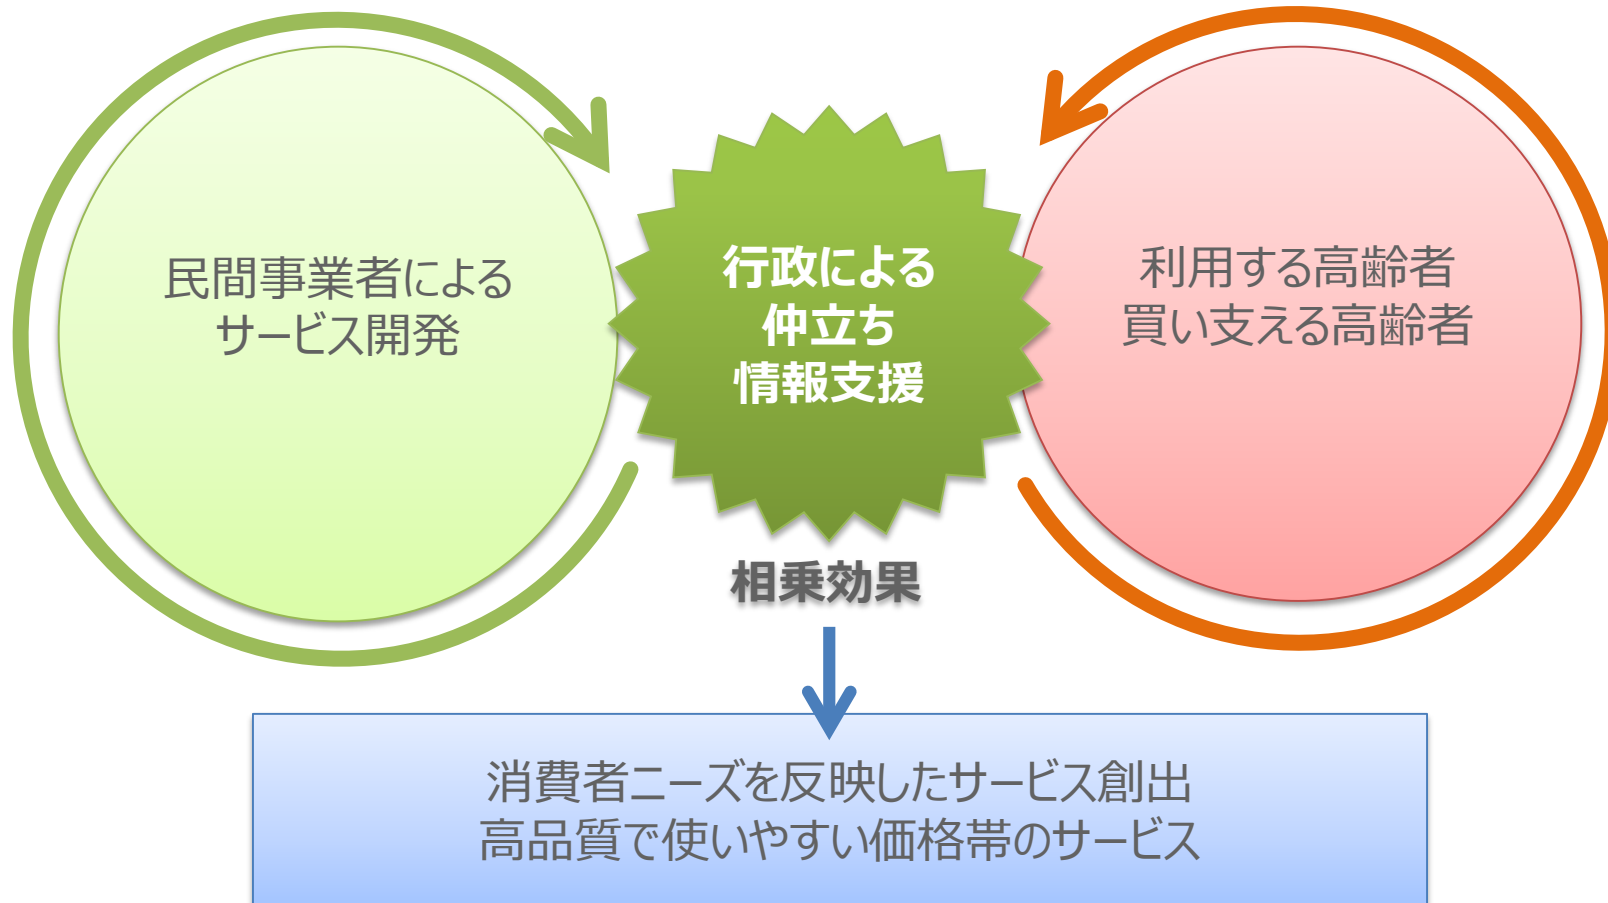 民間事業者による
サービス開発
行政による
仲立ち
情報支援
利用する高齢者
買い支える高齢者
相乗効果
消費者ニーズを反映したサービス創出
高品質で使いやすい価格帯のサービス